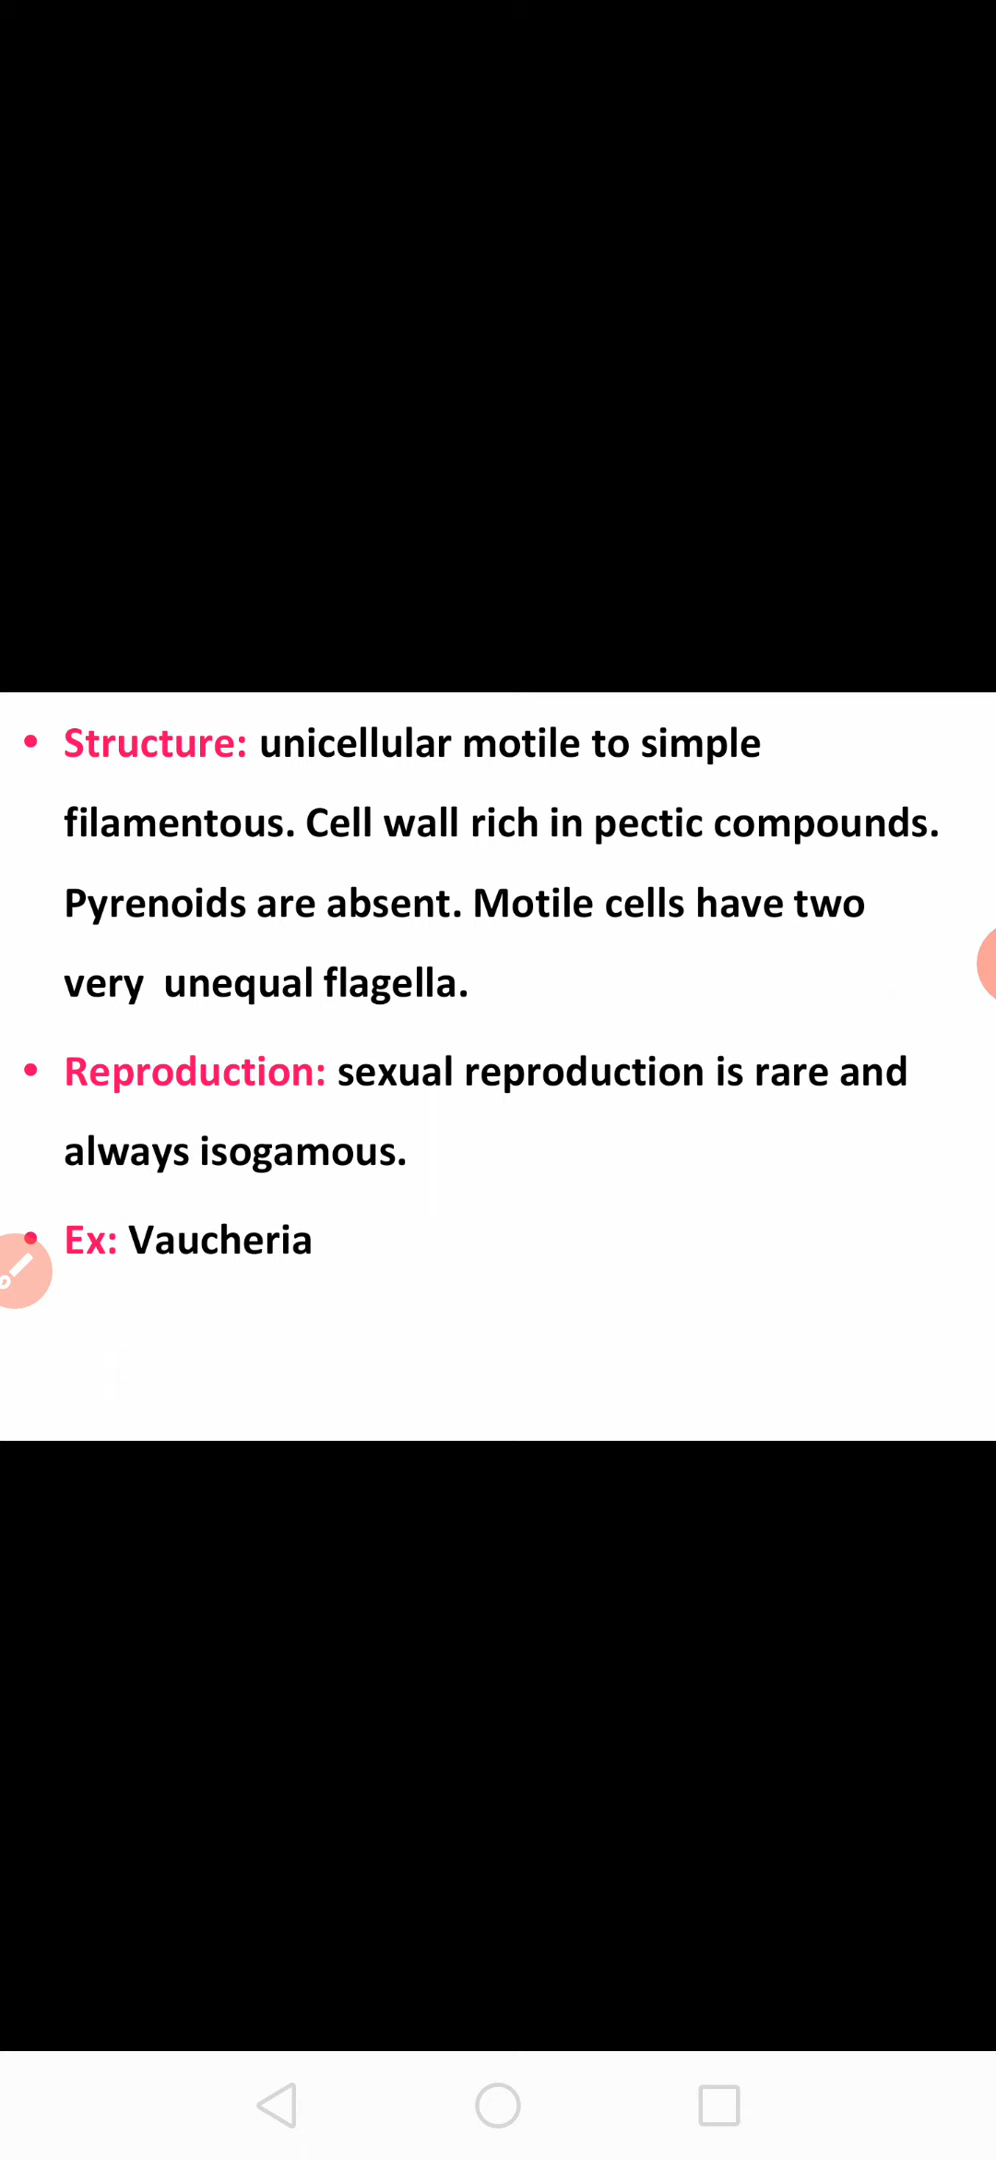 • Structure: unicellular motile to simple
filamentous. Cell wall rich in pectic compounds.
Pyrenoids are absent. Motile cells have two
very  unequal flagella.
• Reproduction: sexual reproduction is rare and
always isogamous.
• Ex: Vaucheria